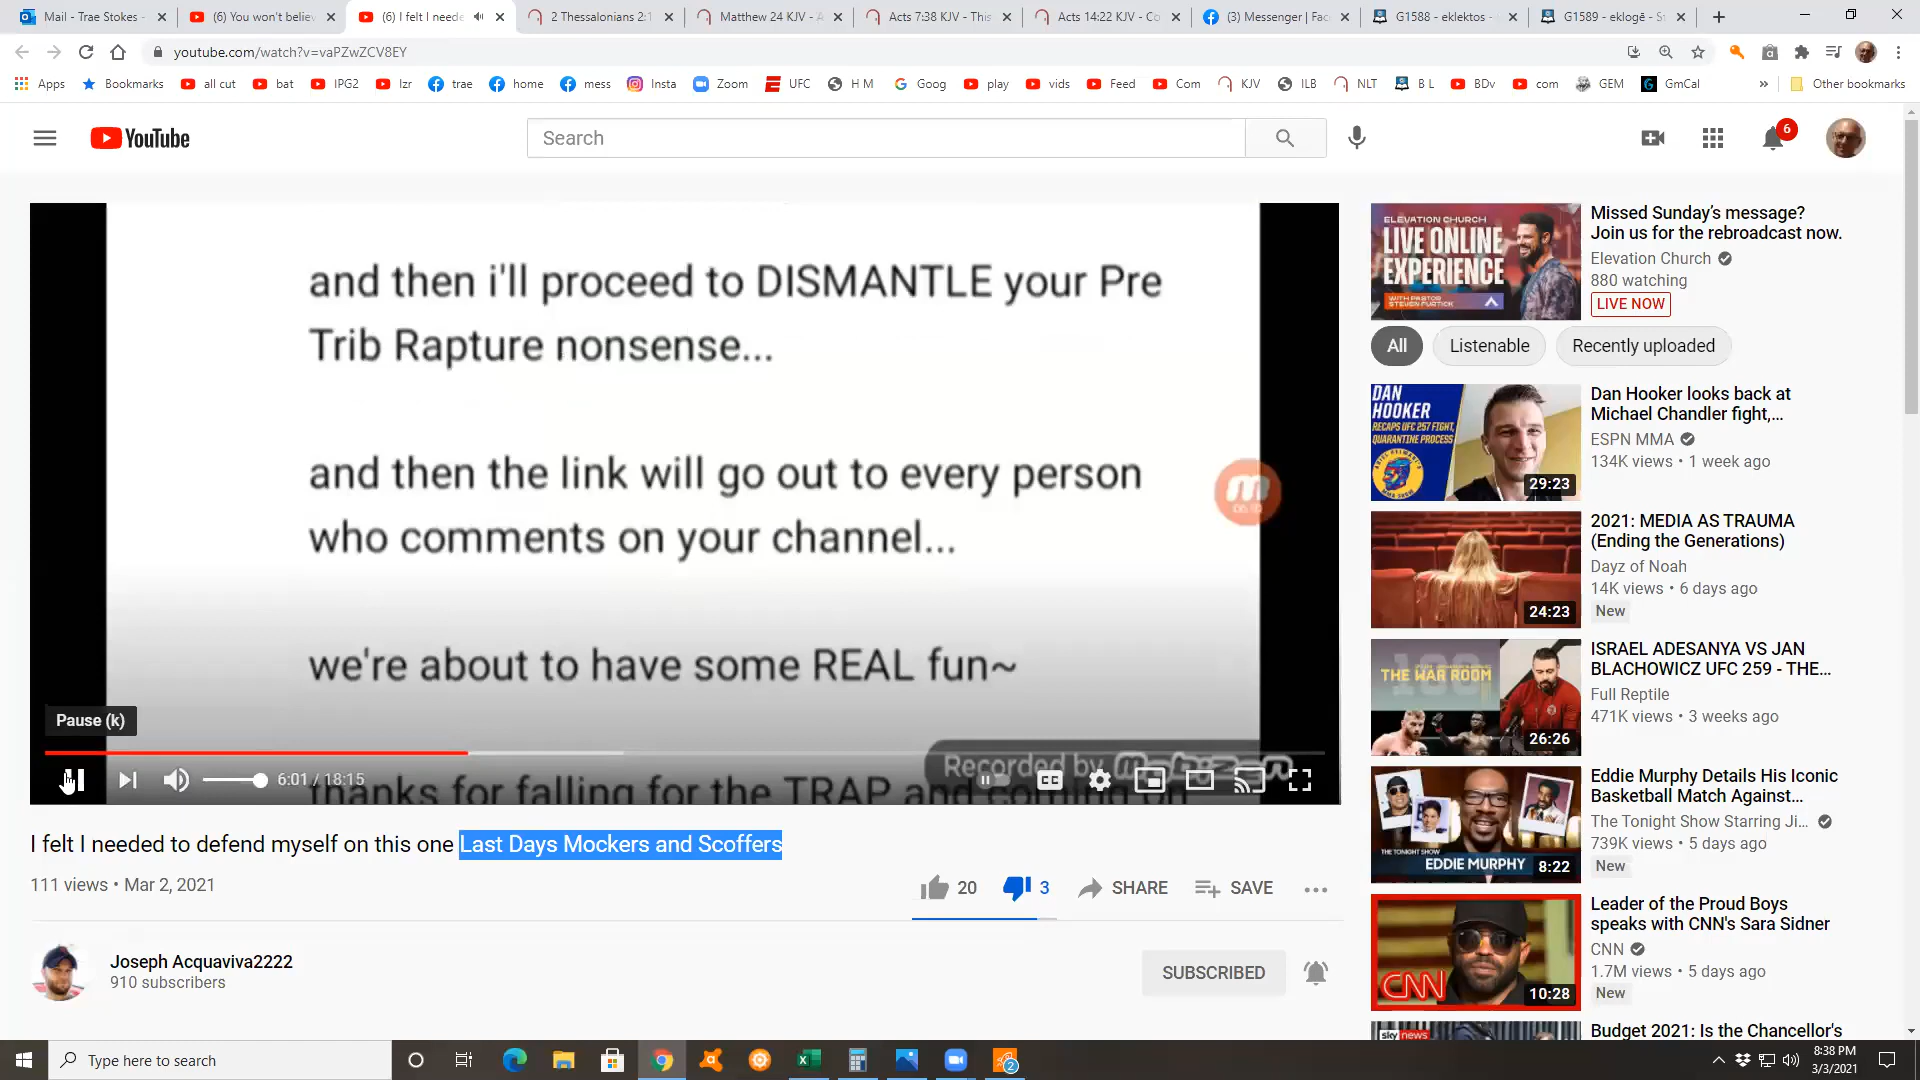 Mail - Trae Stokes -
(6) You won't believ
(6) I felt I neede
2 Thessalonians 2:1
Matthew 24 KJV - A
Acts 7:38 KJV - This
Acts 14:22 KJV - Co
(3) Messenger | Fac
G1588 - eklektos -
G1589 - eklogē - St
youtube.com/watch?v=vaPZwZCV8EY
Apps Bookmarks all cut bat IPG2 lzr trae home mess Insta Zoom UFC H M Goog play vids Feed Com KJV ILB NLT B L BDv com GEM GmCal » Other bookmarks
YouTube
Search
6
and then i'll proceed to DISMANTLE your Pre
Trib Rapture nonsense...
and then the link will go out to every person
who comments on your channel...
we're about to have some REAL fun~
Pause (k)
Recorded by
thanks for falling for the TRAP and coming on
6:01 / 18:15
CC
I felt I needed to defend myself on this one Last Days Mockers and Scoffers
111 views • Mar 2, 2021
20 3 SHARE SAVE
Joseph Acquaviva2222
910 subscribers
SUBSCRIBED
ELEVATION CHURCH
LIVE ONLINE
EXPERIENCE
WITH PASTOR
STEVEN FURTICK
Missed Sunday's message?
Join us for the rebroadcast now.
Elevation Church
880 watching
LIVE NOW
All Listenable Recently uploaded
DAN
HOOKER
RECAPS UFC 257 FIGHT,
QUARANTINE PROCESS
29:23
Dan Hooker looks back at
Michael Chandler fight,...
ESPN MMA
134K views • 1 week ago
24:23
2021: MEDIA AS TRAUMA
(Ending the Generations)
Dayz of Noah
14K views • 6 days ago
New
THE WAR ROOM
26:26
ISRAEL ADESANYA VS JAN
BLACHOWICZ UFC 259 - THE...
Full Reptile
471K views • 3 weeks ago
THE TONIGHT SHOW
EDDIE MURPHY
8:22
Eddie Murphy Details His Iconic
Basketball Match Against...
The Tonight Show Starring Ji...
739K views • 5 days ago
New
CNN
10:28
Leader of the Proud Boys
speaks with CNN's Sara Sidner
CNN
1.7M views • 5 days ago
New
sky news
Budget 2021: Is the Chancellor's
Type here to search
2
8:38 PM
3/3/2021